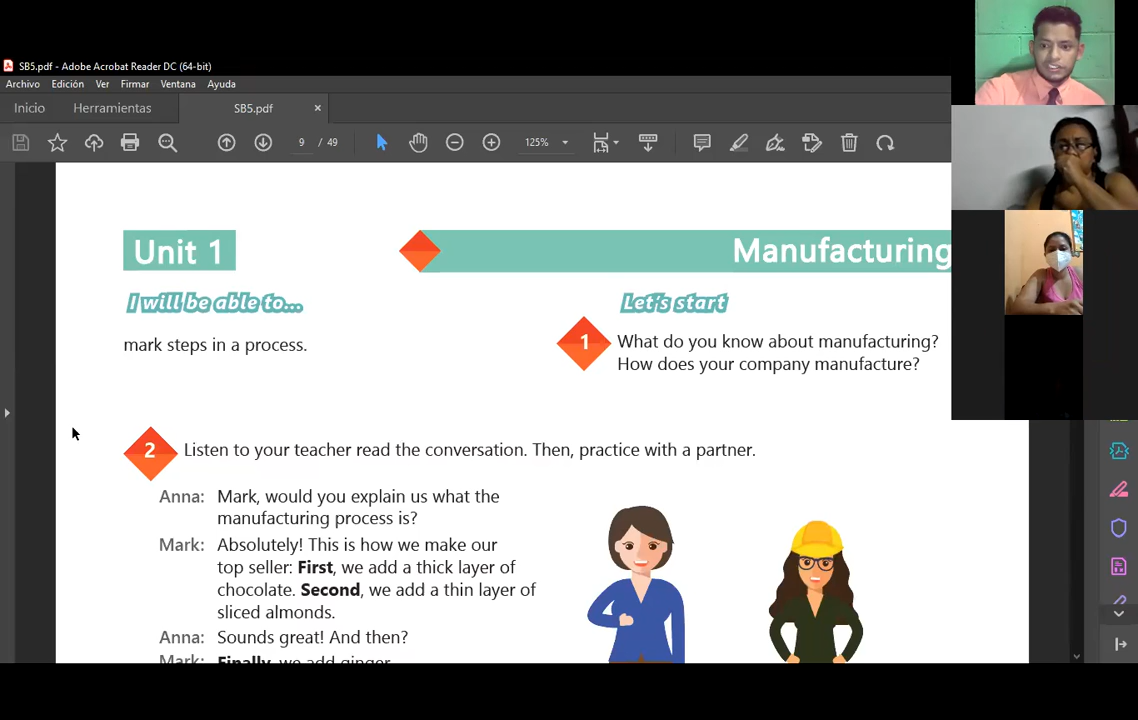 SB5.pdf - Adobe Acrobat Reader DC (64-bit)
Archivo Edición Ver Firmar Ventana Ayuda
Inicio Herramientas SB5.pdf ×
9 / 49 125%
Unit 1 Manufacturing
I will be able to... Let's start
mark steps in a process.
1 What do you know about manufacturing?
How does your company manufacture?
2 Listen to your teacher read the conversation. Then, practice with a partner.
Anna: Mark, would you explain us what the
manufacturing process is?
Mark: Absolutely! This is how we make our
top seller: First, we add a thick layer of
chocolate. Second, we add a thin layer of
sliced almonds.
Anna: Sounds great! And then?
Mark: Finally, we add ginger